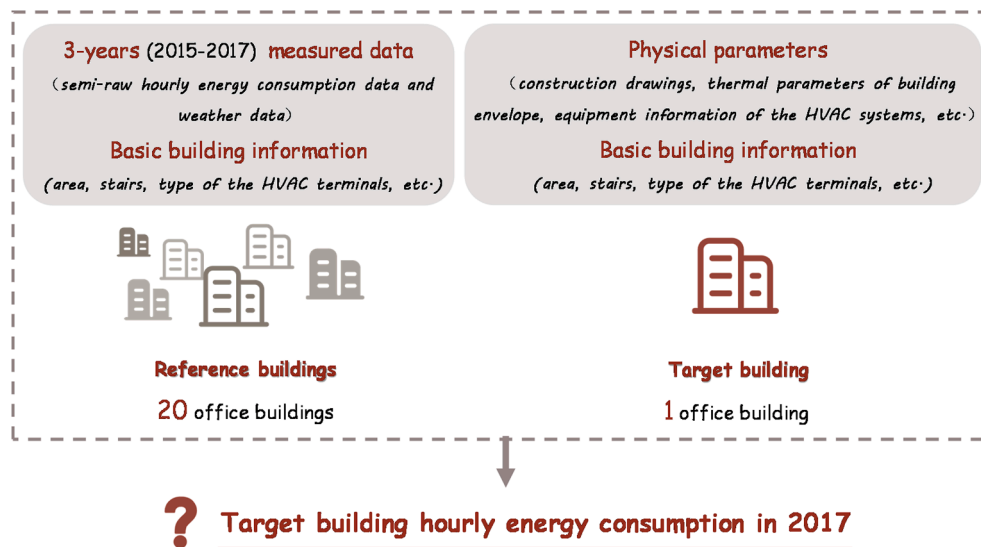 3-years (2015-2017) measured data
(semi-raw hourly energy consumption data and
weather data)
Basic building information
(area, stairs, type of the HVAC terminals, etc.)
Physical parameters
(construction drawings, thermal parameters of building
envelope, equipment information of the HVAC systems, etc.)
Basic building information
(area, stairs, type of the HVAC terminals, etc.)
Reference buildings
20 office buildings
Target building
1 office building
? Target building hourly energy consumption in 2017